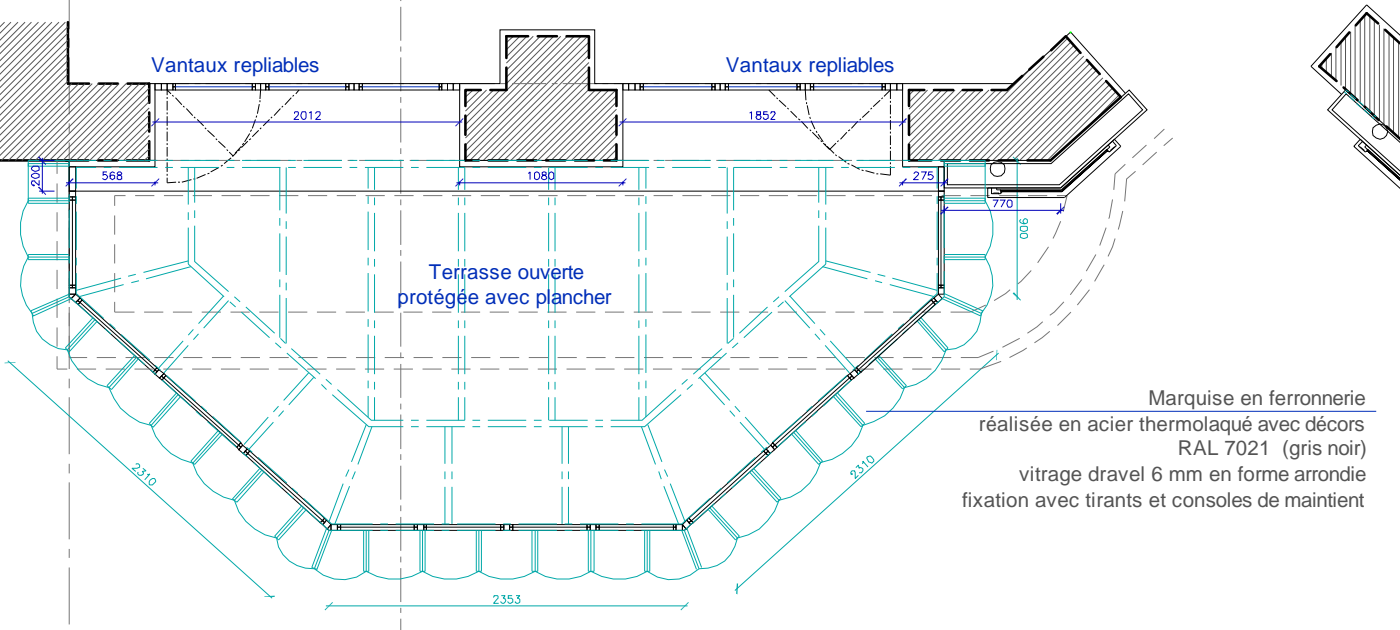 Vantaux repliables
Vantaux repliables
2012
1852
200
568
1080
275
770
900
Terrasse ouverte
protégée avec plancher
Marquise en ferronnerie
réalisée en acier thermolaqué avec décors
RAL 7021 (gris noir)
vitrage dravel 6 mm en forme arrondie
fixation avec tirants et consoles de maintient
2310
2310
2353